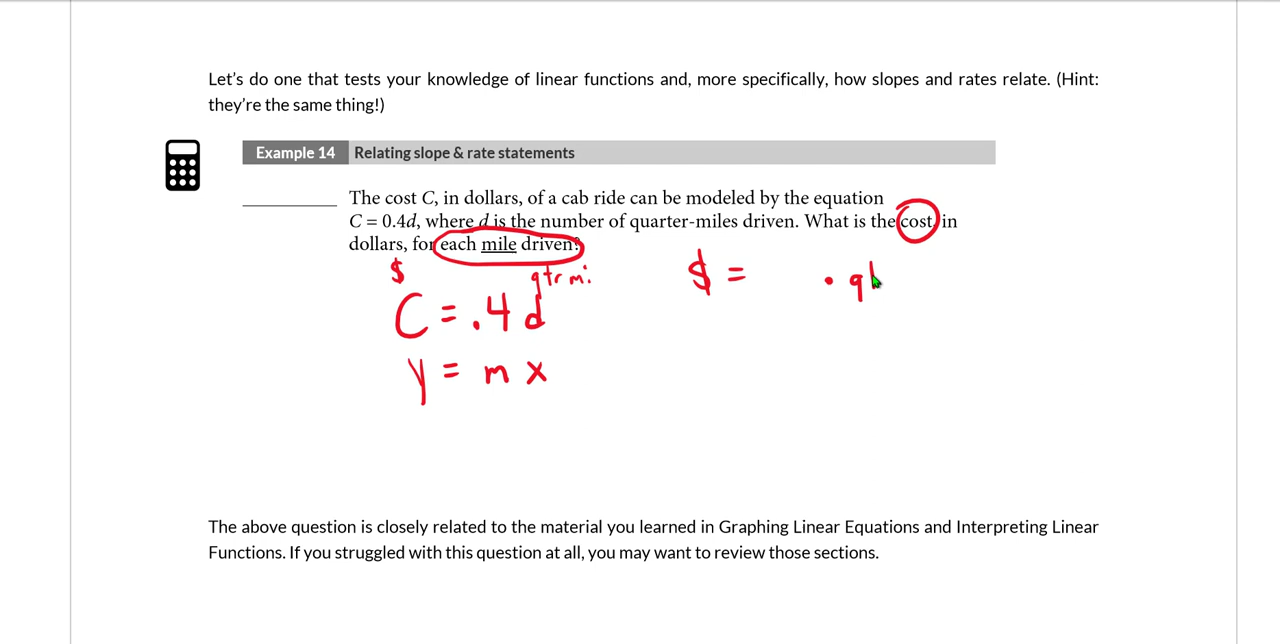 Let's do one that tests your knowledge of linear functions and, more specifically, how slopes and rates relate. (Hint:
they're the same thing!)
Example 14 Relating slope & rate statements
The cost C, in dollars, of a cab ride can be modeled by the equation
C = 0.4d, where d is the number of quarter-miles driven. What is the cost, in
dollars, for each mile driven?
$ qtr mi
C = .4 d
y = m x
$ = · q
The above question is closely related to the material you learned in Graphing Linear Equations and Interpreting Linear
Functions. If you struggled with this question at all, you may want to review those sections.